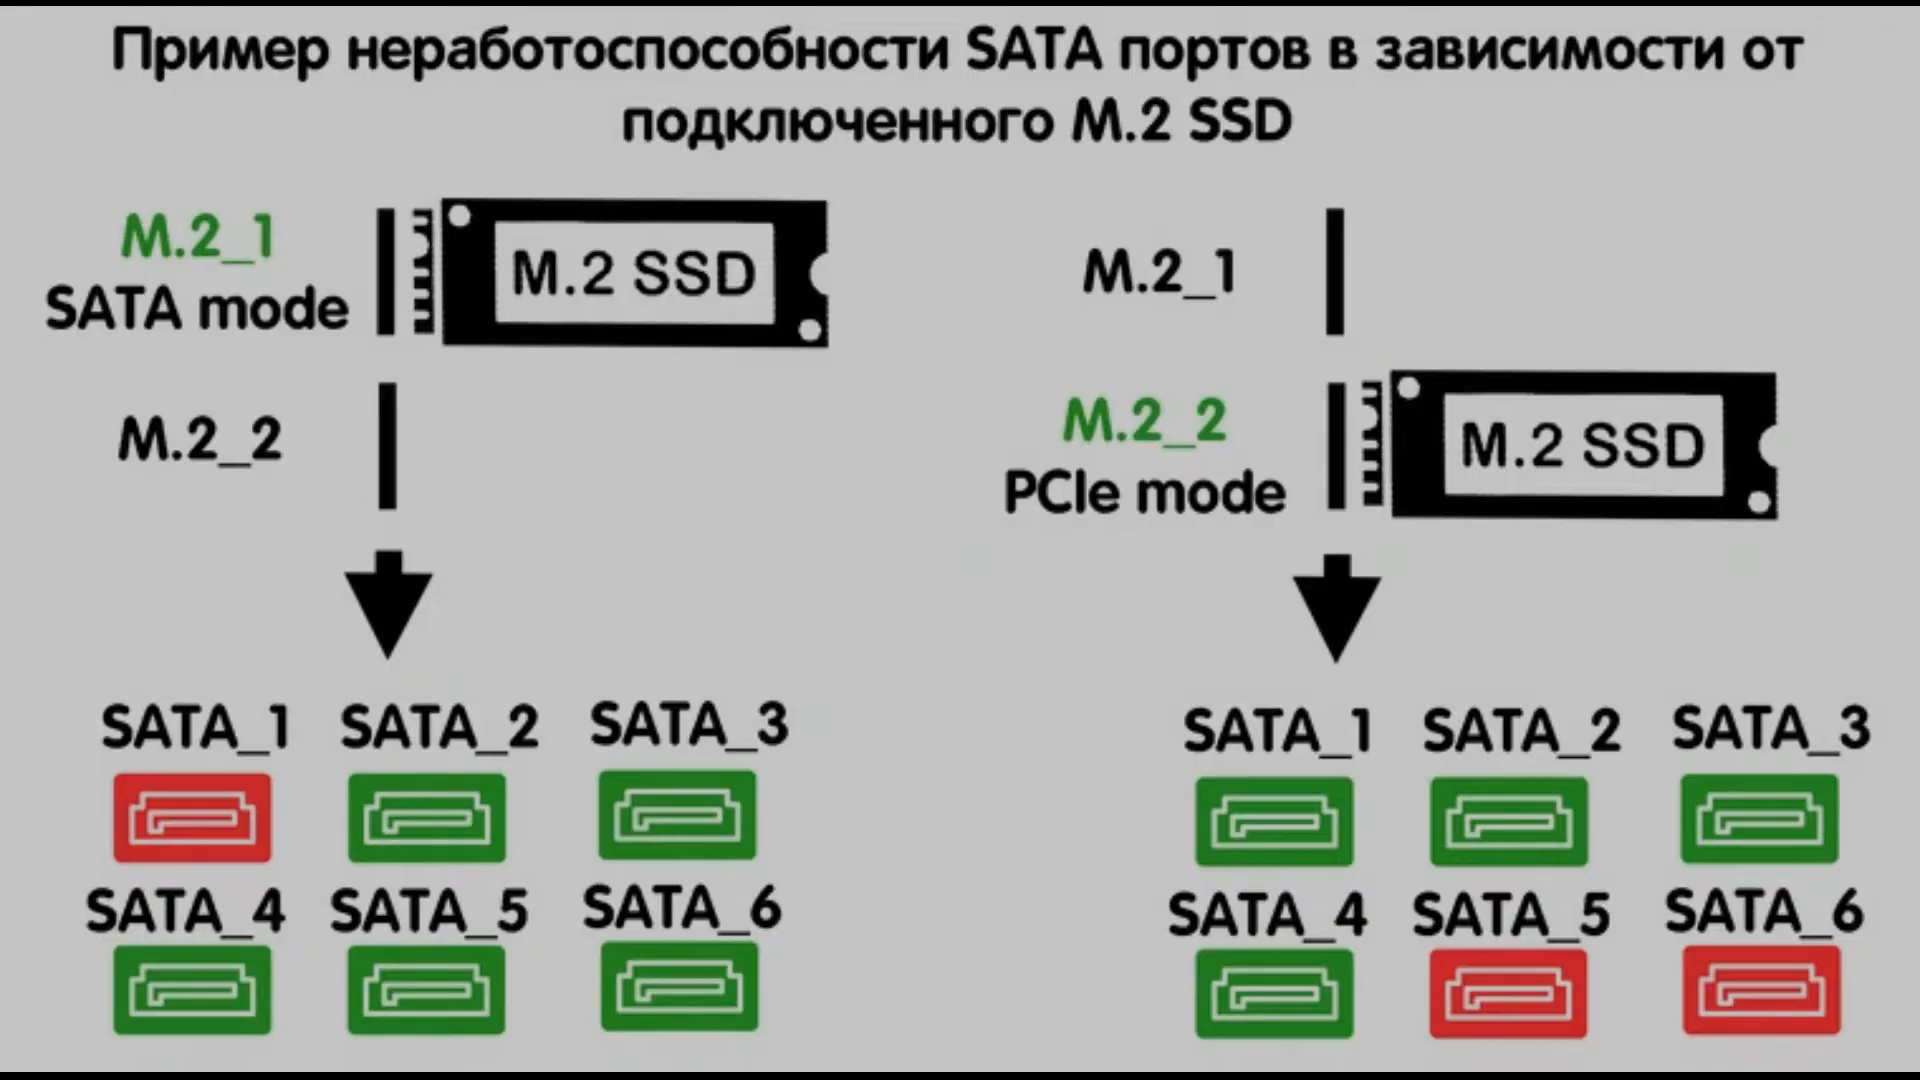 Пример неработоспособности SATA портов в зависимости от
подключенного M.2 SSD
M.2_1
SATA mode
M.2 SSD
M.2_2
M.2_1
M.2_2
PCIe mode
M.2 SSD
SATA_1 SATA_2 SATA_3
SATA_4 SATA_5 SATA_6
SATA_1 SATA_2 SATA_3
SATA_4 SATA_5 SATA_6